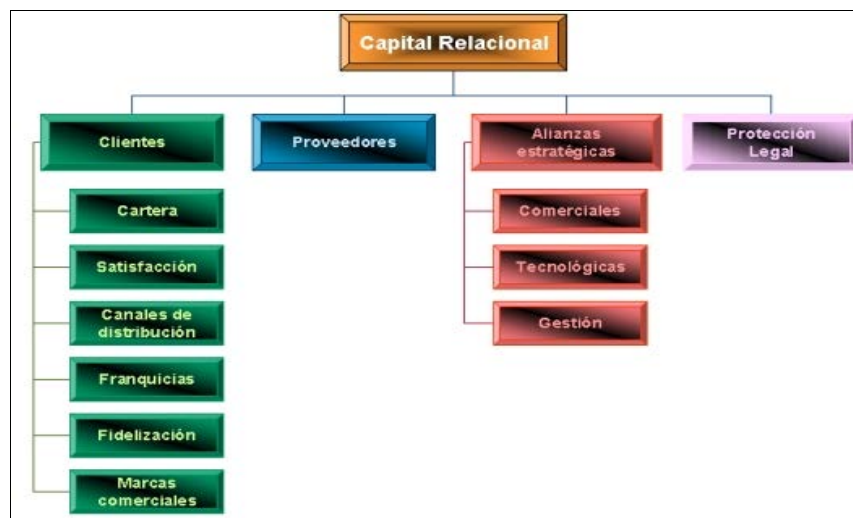 Capital Relacional
Clientes
Proveedores
Alianzas
estratégicas
Protección
Legal
Cartera
Satisfacción
Canales de
distribución
Franquicias
Fidelización
Marcas
comerciales
Comerciales
Tecnológicas
Gestión